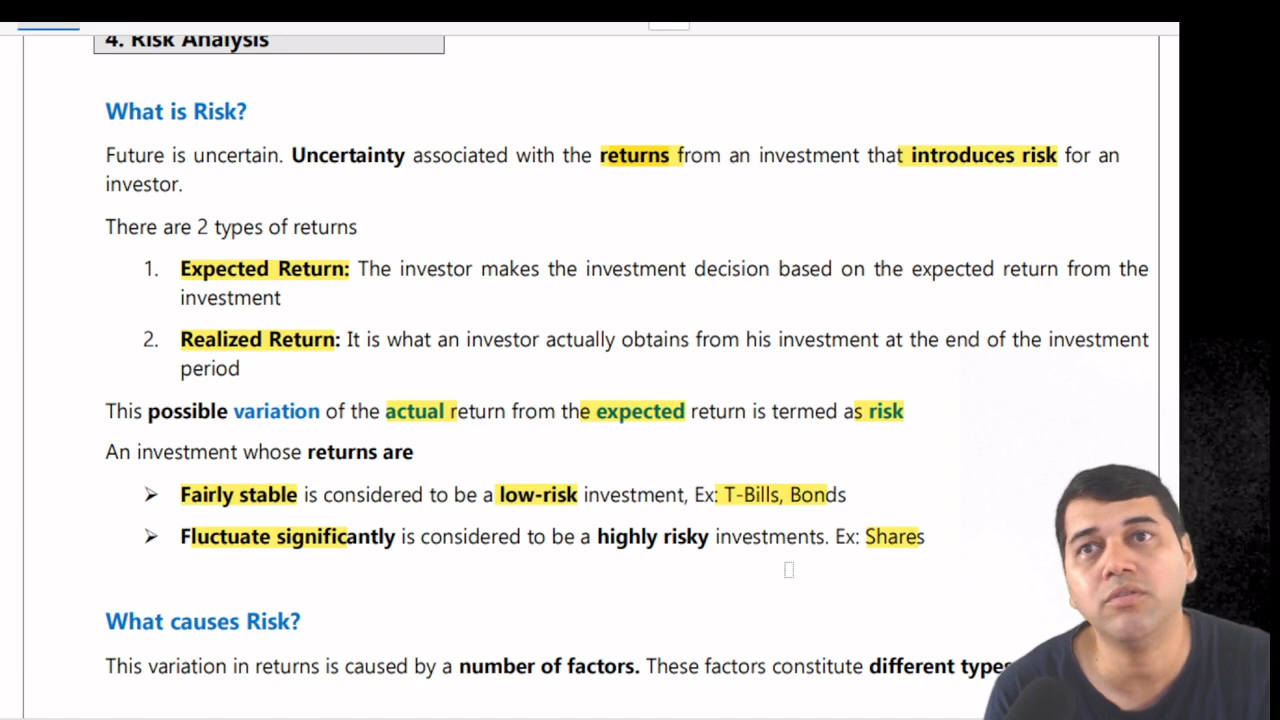 4. Risk Analysis
What is Risk?
Future is uncertain. Uncertainty associated with the returns from an investment that introduces risk for an
investor.
There are 2 types of returns
1. Expected Return: The investor makes the investment decision based on the expected return from the
investment
2. Realized Return: It is what an investor actually obtains from his investment at the end of the investment
period
This possible variation of the actual return from the expected return is termed as risk
An investment whose returns are
➢ Fairly stable is considered to be a low-risk investment, Ex: T-Bills, Bonds
➢ Fluctuate significantly is considered to be a highly risky investments. Ex: Shares
What causes Risk?
This variation in returns is caused by a number of factors. These factors constitute different types